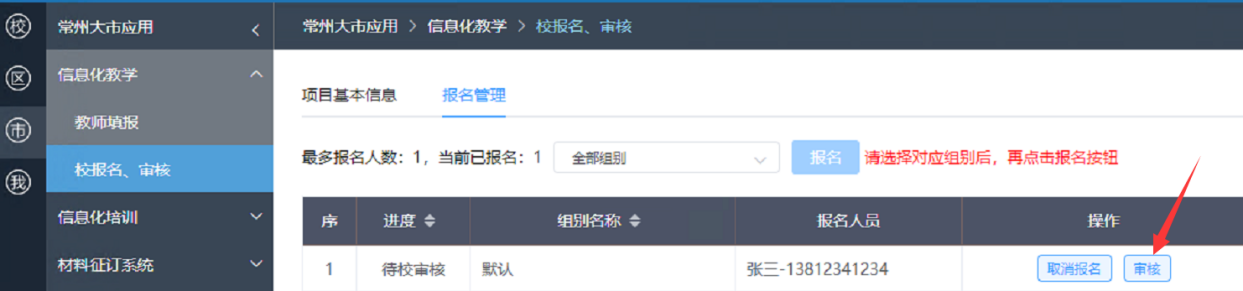 校 常州大市应用 常州大市应用 > 信息化教学 > 校报名、审核
区 信息化教学
项目基本信息 报名管理
市 教师填报
最多报名人数：1，当前已报名：1 全部组别 报名 请选择对应组别后，再点击报名按钮
校报名、审核
我
信息化培训
序 进度 组别名称 报名人员 操作
材料征订系统
1 待校审核 默认 张三-13812341234 取消报名 审核